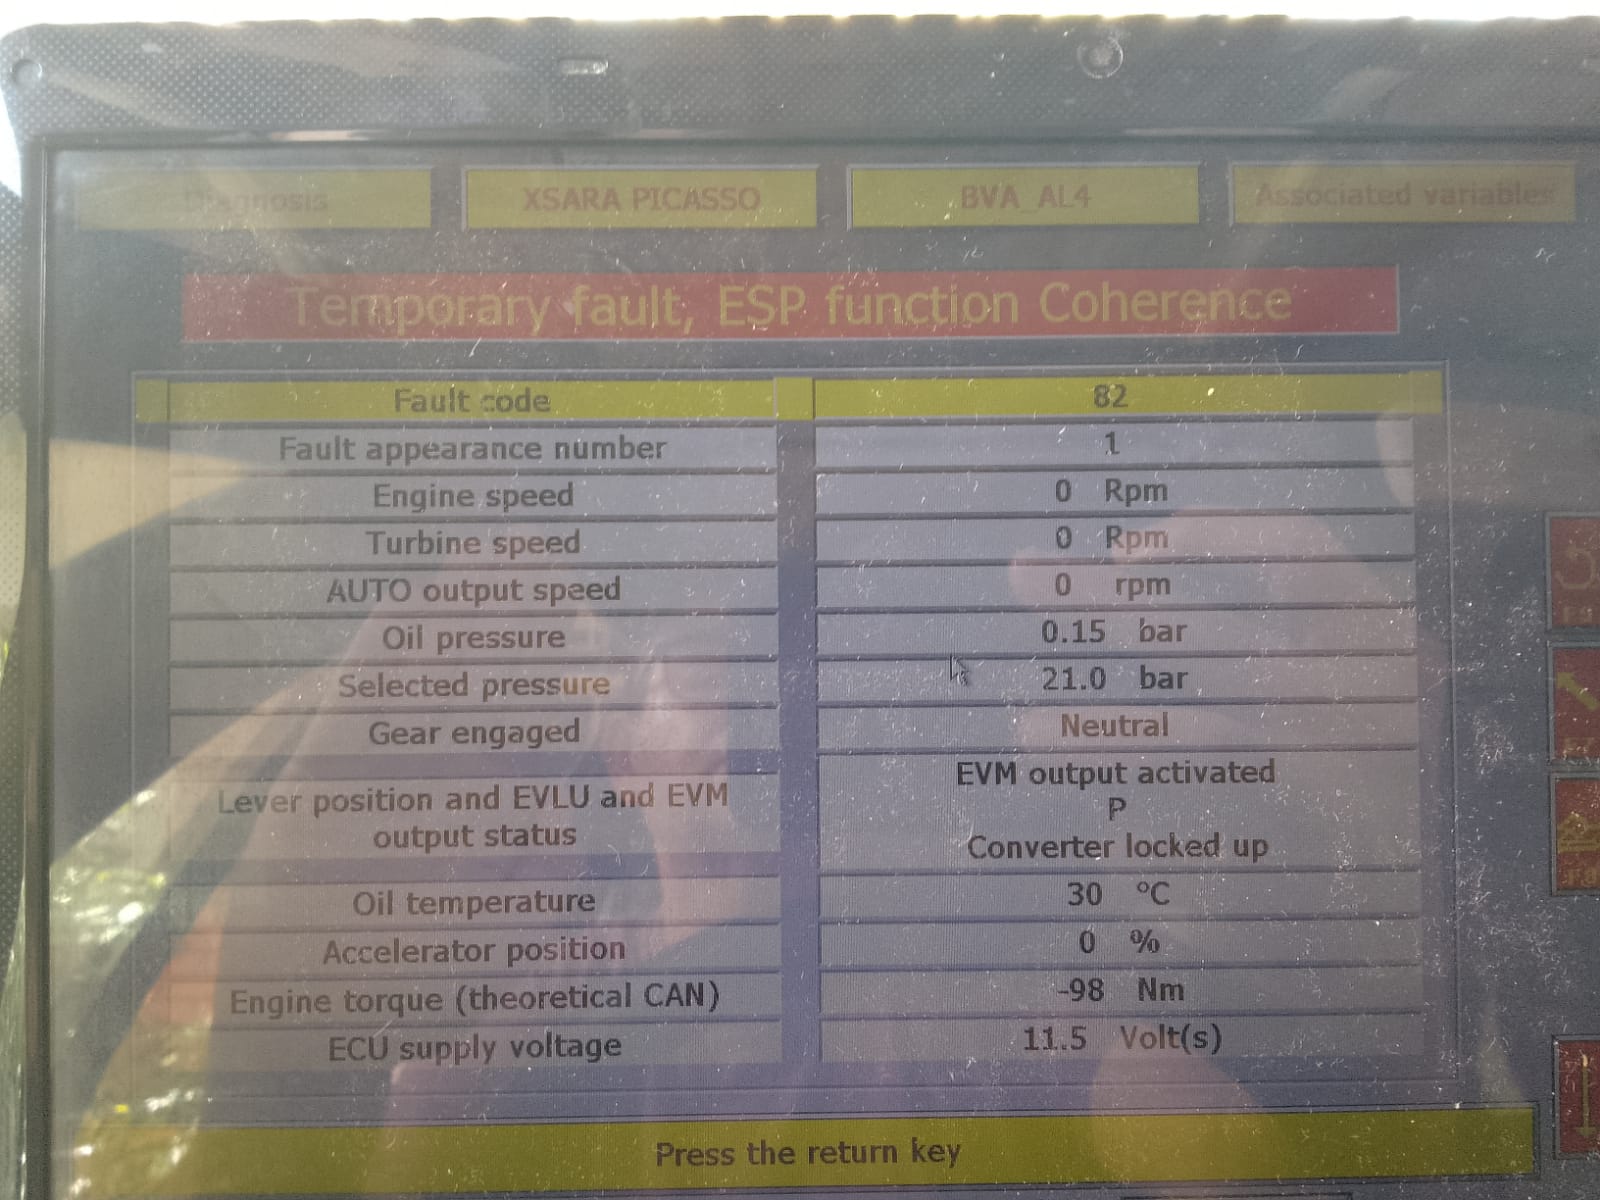 Diagnosis XSARA PICASSO BVA_AL4 Associated variables
Temporary fault, ESP function Coherence
Fault code 82
Fault appearance number 1
Engine speed 0 Rpm
Turbine speed 0 Rpm
AUTO output speed 0 rpm
Oil pressure 0.15 bar
Selected pressure 21.0 bar
Gear engaged Neutral
Lever position and EVLU and EVM output status EVM output activated
P
Converter locked up
Oil temperature 30 °C
Accelerator position 0 %
Engine torque (theoretical CAN) -98 Nm
ECU supply voltage 11.5 Volt(s)
Press the return key